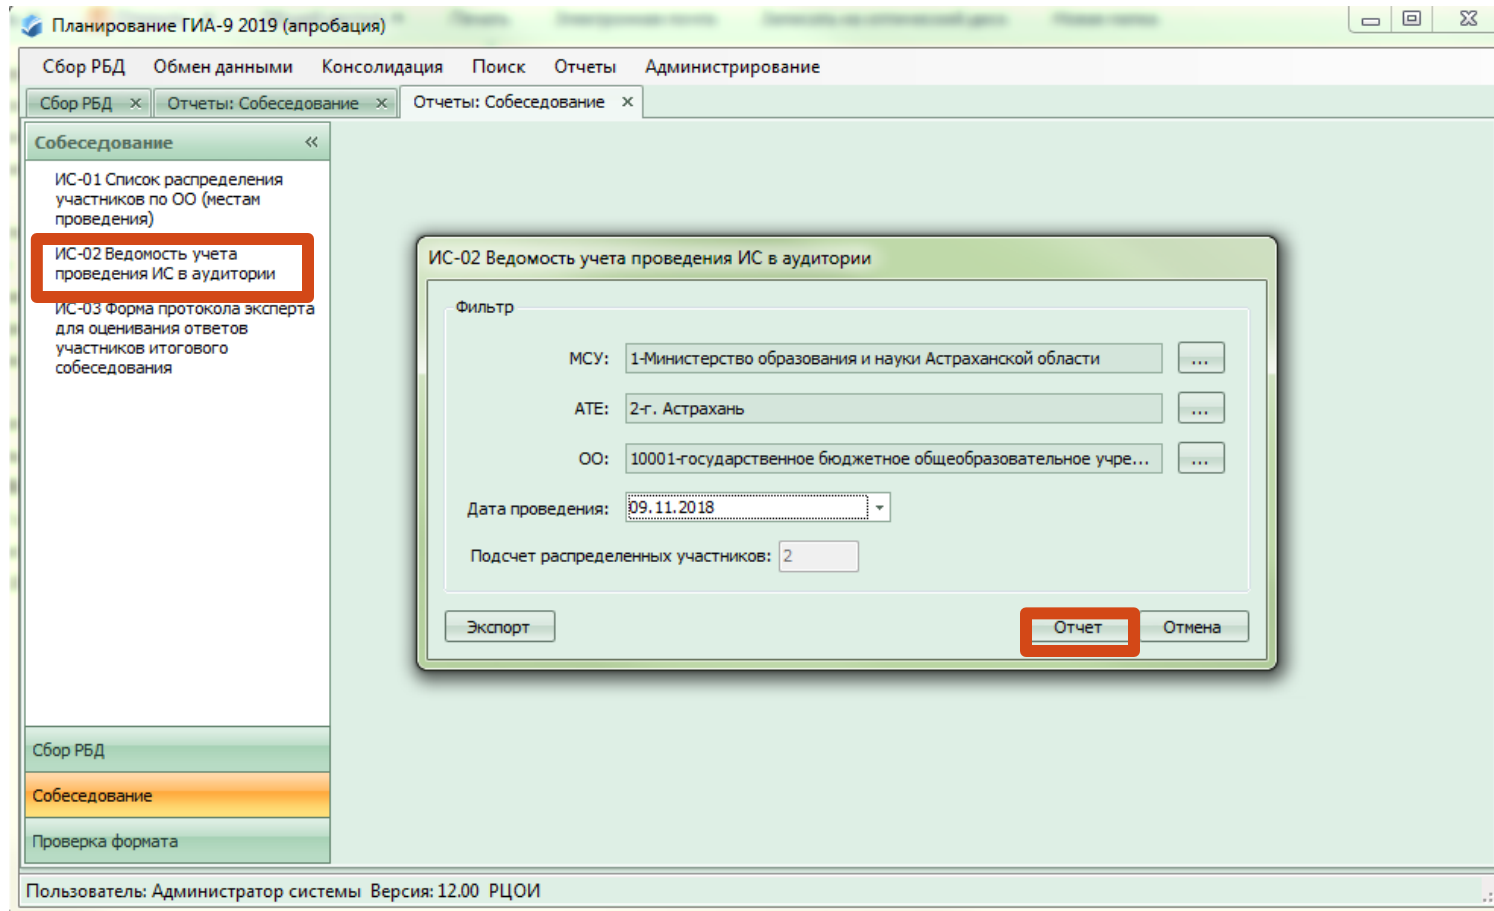 Планирование ГИА-9 2019 (апробация)
Сбор РБД Обмен данными Консолидация Поиск Отчеты Администрирование
Сбор РБД Отчеты: Собеседование Отчеты: Собеседование
Собеседование
ИС-01 Список распределения
участников по ОО (местам
проведения)
ИС-02 Ведомость учета
проведения ИС в аудитории
ИС-03 Форма протокола эксперта
для оценивания ответов
участников итогового
собеседования
ИС-02 Ведомость учета проведения ИС в аудитории
Фильтр
МСУ: 1-Министерство образования и науки Астраханской области ...
АТЕ: 2-г. Астрахань ...
ОО: 10001-государственное бюджетное общеобразовательное учре... ...
Дата проведения: 09.11.2018
Подсчет распределенных участников: 2
Экспорт Отчет Отмена
Сбор РБД
Собеседование
Проверка формата
Пользователь: Администратор системы Версия: 12.00 РЦОИ